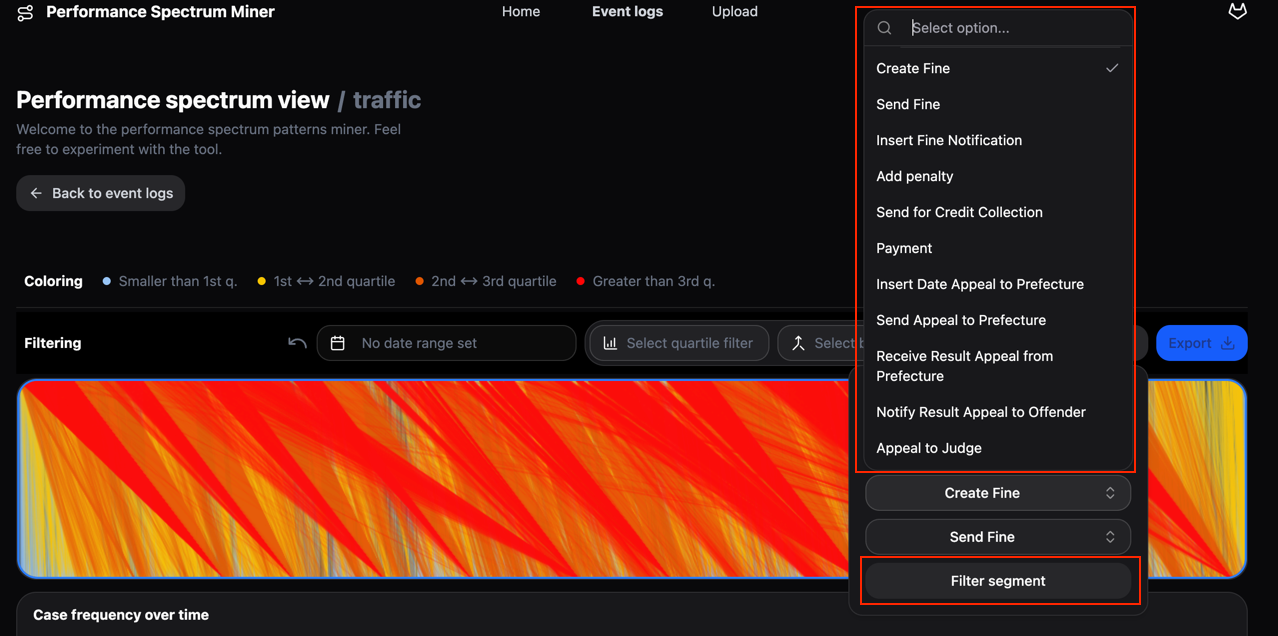 Performance Spectrum Miner
Home
Event logs
Upload
Select option...
Create Fine
Send Fine
Insert Fine Notification
Add penalty
Send for Credit Collection
Payment
Insert Date Appeal to Prefecture
Send Appeal to Prefecture
Receive Result Appeal from
Prefecture
Notify Result Appeal to Offender
Appeal to Judge
Performance spectrum view / traffic
Welcome to the performance spectrum patterns miner. Feel
free to experiment with the tool.
Back to event logs
Coloring
Smaller than 1st q.
1st ↔ 2nd quartile
2nd ↔ 3rd quartile
Greater than 3rd q.
Filtering
No date range set
Select quartile filter
Select
Export
Create Fine
Send Fine
Filter segment
Case frequency over time